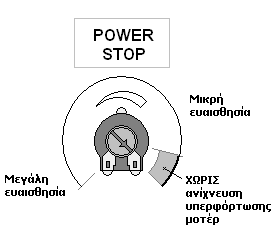 POWER
STOP
Μικρή
ευαισθησία
Μεγάλη
ευαισθησία
ΧΩΡΙΣ
ανίχνευση
υπερφόρτωσης
μοτέρ